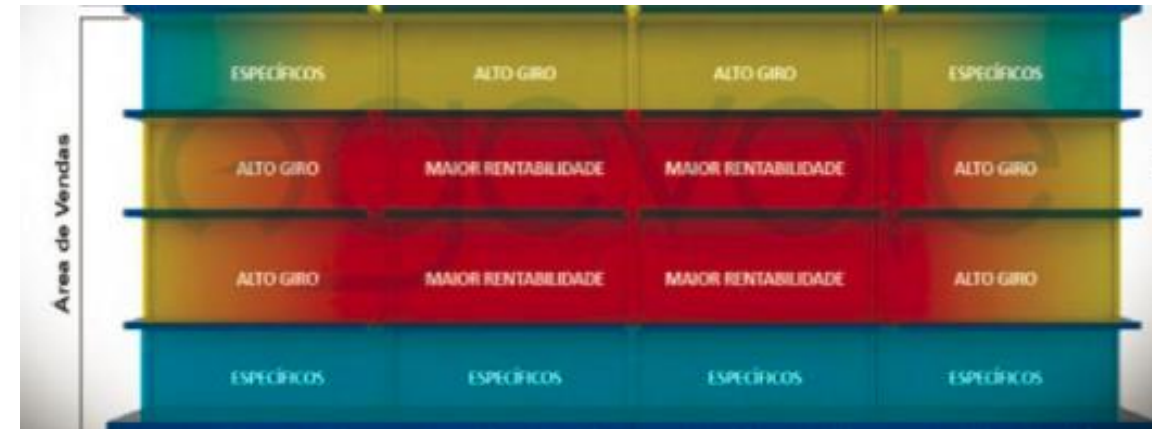 Área de Vendas
ESPECÍFICOS ALTO GIRO ALTO GIRO ESPECÍFICOS
ALTO GIRO MAIOR RENTABILIDADE MAIOR RENTABILIDADE ALTO GIRO
ALTO GIRO MAIOR RENTABILIDADE MAIOR RENTABILIDADE ALTO GIRO
ESPECÍFICOS ESPECÍFICOS ESPECÍFICOS ESPECÍFICOS
agevole